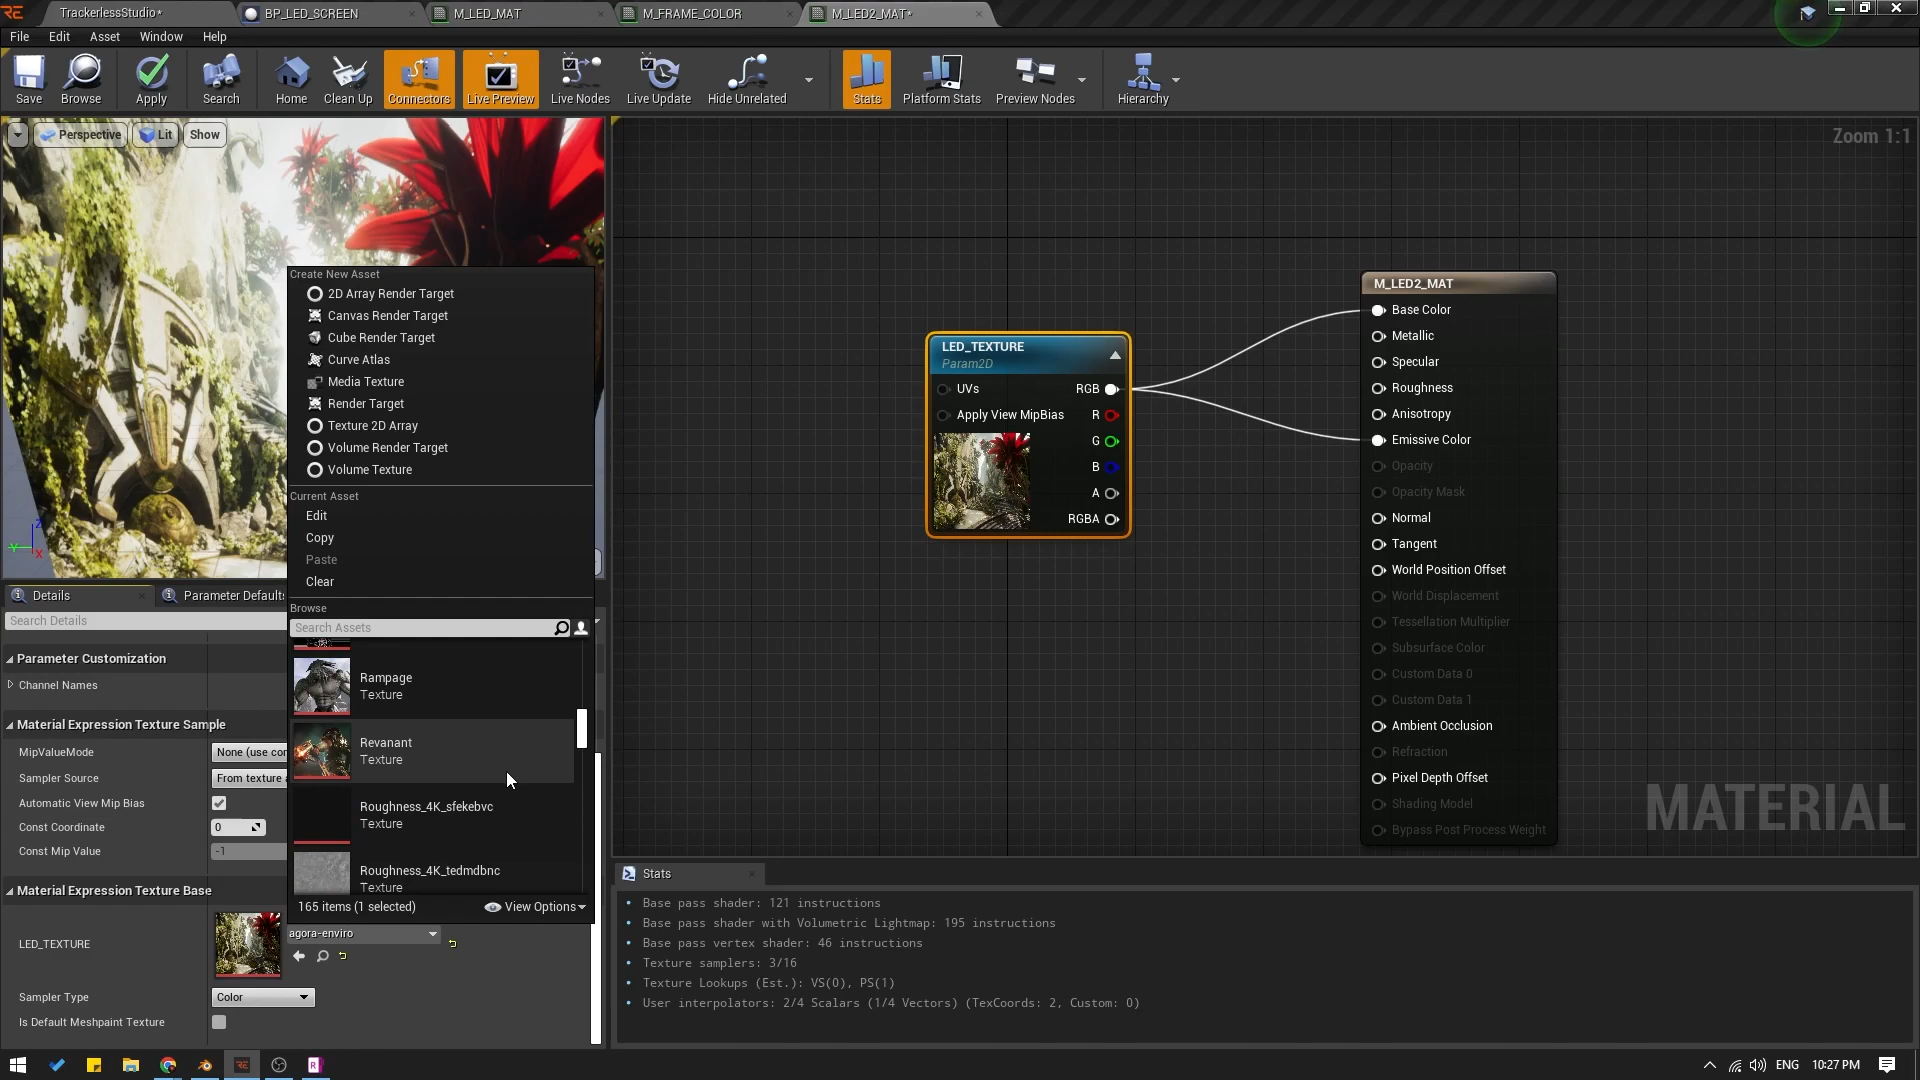 TrackerlessStudio*
BP_LED_SCREEN
M_LED_MAT
M_FRAME_COLOR
M_LED2_MAT*
File Edit Asset Window Help
Save
Browse
Apply
Search
Home
Clean Up
Connectors
Live Preview
Live Nodes
Live Update
Hide Unrelated
Stats
Platform Stats
Preview Nodes
Hierarchy
Perspective
Lit
Show
Zoom 1:1
Create New Asset
2D Array Render Target
Canvas Render Target
Cube Render Target
Curve Atlas
Media Texture
Render Target
Texture 2D Array
Volume Render Target
Volume Texture
Current Asset
Edit
Copy
Paste
Clear
Browse
Search Assets
Rampage
Texture
Revanant
Texture
Roughness_4K_sfekebvc
Texture
Roughness_4K_tedmdbnc
Texture
165 items (1 selected)
View Options
Details
Parameter Default
Search Details
Parameter Customization
Channel Names
Material Expression Texture Sample
MipValueMode
None (use co
Sampler Source
From texture
Automatic View Mip Bias
Const Coordinate
0
Const Mip Value
-1
Material Expression Texture Base
LED_TEXTURE
agora-enviro
Sampler Type
Color
Is Default Meshpaint Texture
LED_TEXTURE
Param2D
UVs
RGB
Apply View MipBias
R
G
B
A
RGBA
M_LED2_MAT
Base Color
Metallic
Specular
Roughness
Anisotropy
Emissive Color
Opacity
Opacity Mask
Normal
Tangent
World Position Offset
World Displacement
Tessellation Multiplier
Subsurface Color
Custom Data 0
Custom Data 1
Ambient Occlusion
Refraction
Pixel Depth Offset
Shading Model
Bypass Post Process Weight
MATERIAL
Stats
Base pass shader: 121 instructions
Base pass shader with Volumetric Lightmap: 195 instructions
Base pass vertex shader: 46 instructions
Texture samplers: 3/16
Texture Lookups (Est.): VS(0), PS(1)
User interpolators: 2/4 Scalars (1/4 Vectors) (TexCoords: 2, Custom: 0)
ENG
10:27 PM